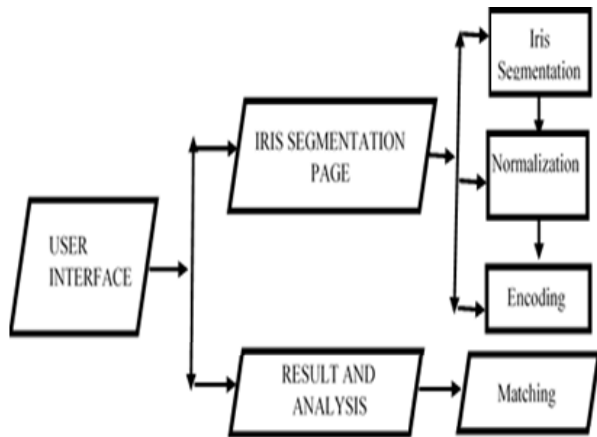 USER
INTERFACE
IRIS SEGMENTATION
PAGE
Iris
Segmentation
Normalization
Encoding
RESULT AND
ANALYSIS
Matching